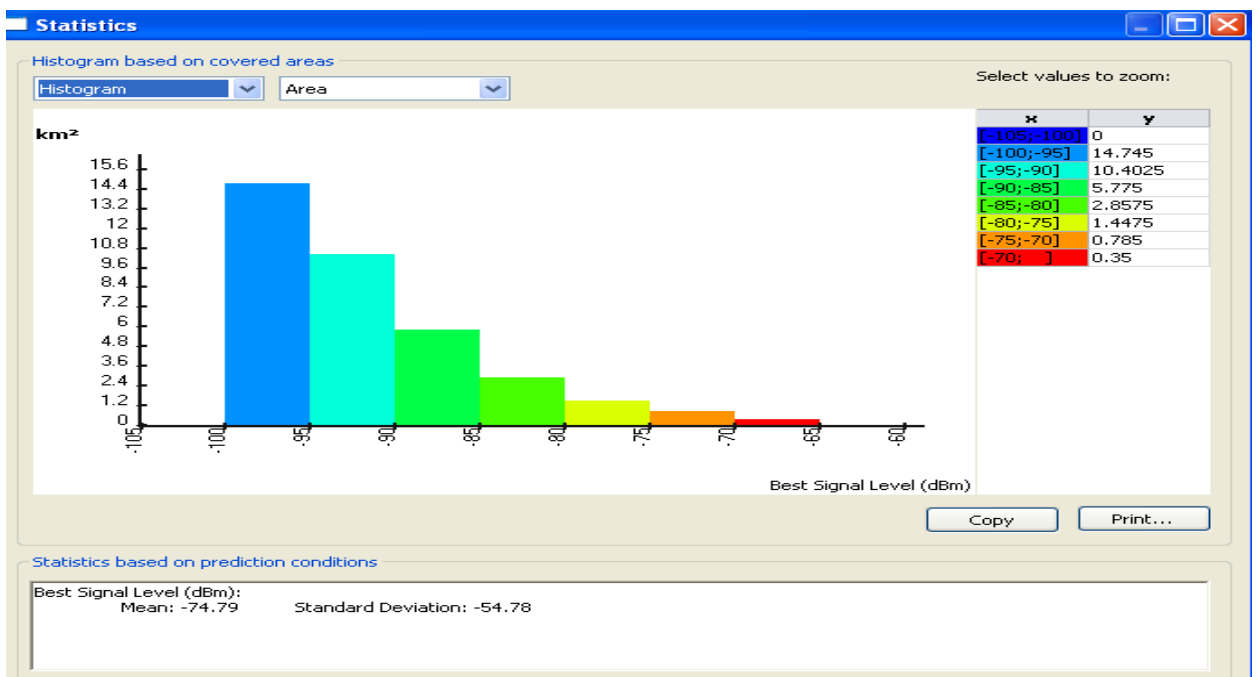 Statistics
Histogram based on covered areas
Histogram
Area
Select values to zoom:
km²
15.6
14.4
13.2
12
10.8
9.6
8.4
7.2
6
4.8
3.6
2.4
1.2
0
-105
-100
-95
-90
-85
-80
-75
-70
-65
-60
Best Signal Level (dBm)
x y
[-105;-100] 0
[-100;-95] 14.745
[-95;-90] 10.4025
[-90;-85] 5.775
[-85;-80] 2.8575
[-80;-75] 1.4475
[-75;-70] 0.785
[-70; ] 0.35
Copy
Print...
Statistics based on prediction conditions
Best Signal Level (dBm):
Mean: -74.79 Standard Deviation: -54.78